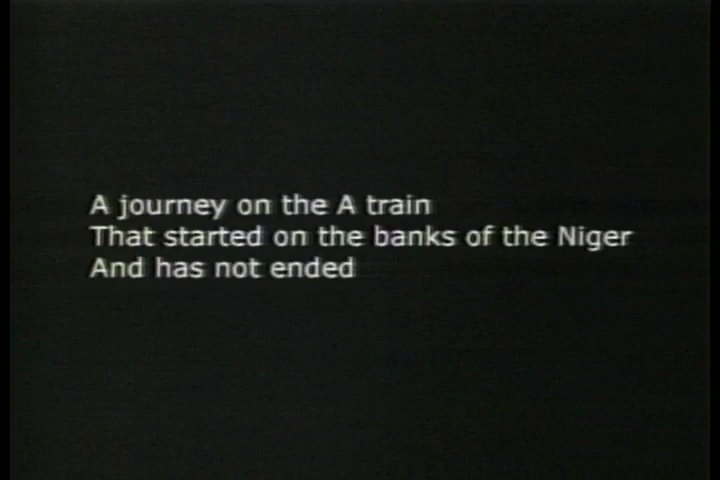 A journey on the A train
That started on the banks of the Niger
And has not ended